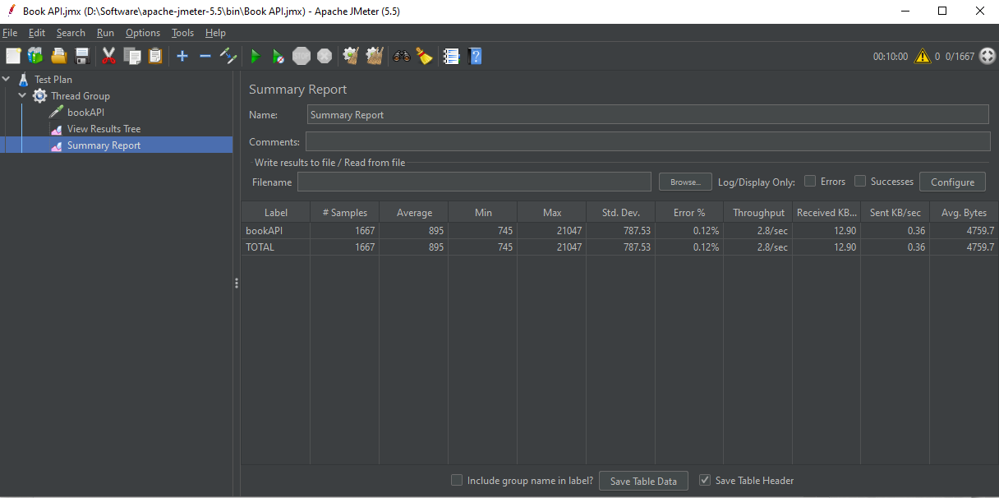 Book API.jmx (D:\Software\apache-jmeter-5.5\bin\Book API.jmx) - Apache JMeter (5.5)
File Edit Search Run Options Tools Help
STOP 00:10:00 0 0/1667
Test Plan
Thread Group
bookAPI
View Results Tree
Summary Report
Summary Report
Name: Summary Report
Comments:
Write results to file / Read from file
Filename Browse... Log/Display Only: Errors Successes Configure
Label # Samples Average Min Max Std. Dev. Error % Throughput Received KB... Sent KB/sec Avg. Bytes
bookAPI 1667 895 745 21047 787.53 0.12% 2.8/sec 12.90 0.36 4759.7
TOTAL 1667 895 745 21047 787.53 0.12% 2.8/sec 12.90 0.36 4759.7
Include group name in label? Save Table Data Save Table Header